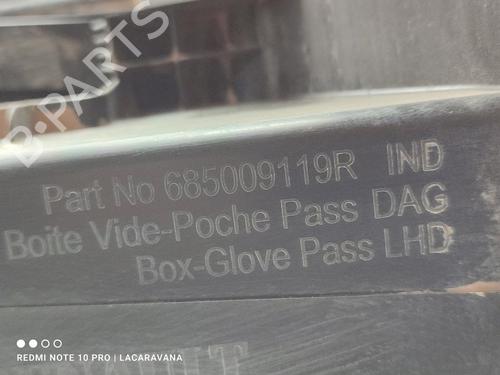 B-PARTS
Part No 685009119R IND
Boite Vide-Poche Pass DAG
Box-Glove Pass LHD
REDMI NOTE 10 PRO | LACARAVANA